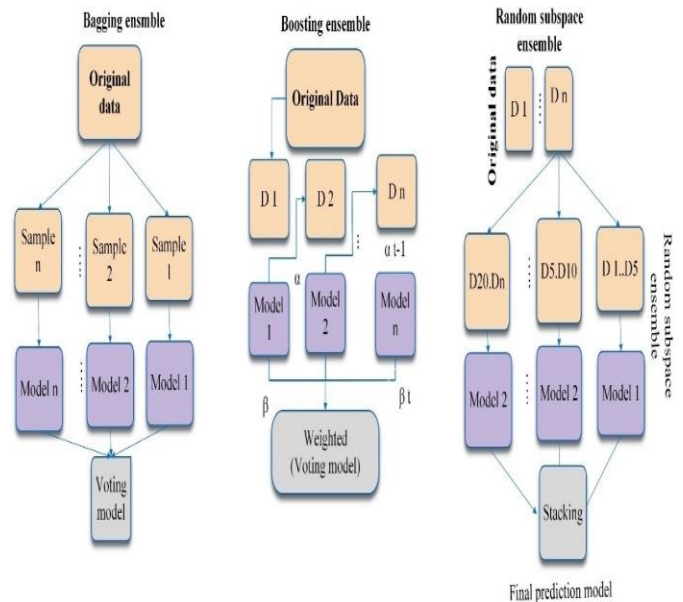 Bagging ensmble
Original
data
Sample
n
Sample
2
Sample
1
Model n
Model 2
Model 1
Voting
model
Boosting ensemble
Original Data
D 1
D 2
D n
α
α t-1
Model
1
Model
2
Model
n
β
β t
Weighted
(Voting model)
Random subspace
ensemble
Original data
D 1
D n
D20.Dn
D5.D10
D 1..D5
Random subspace
ensemble
Model 2
Model 2
Model 1
Stacking
Final prediction model